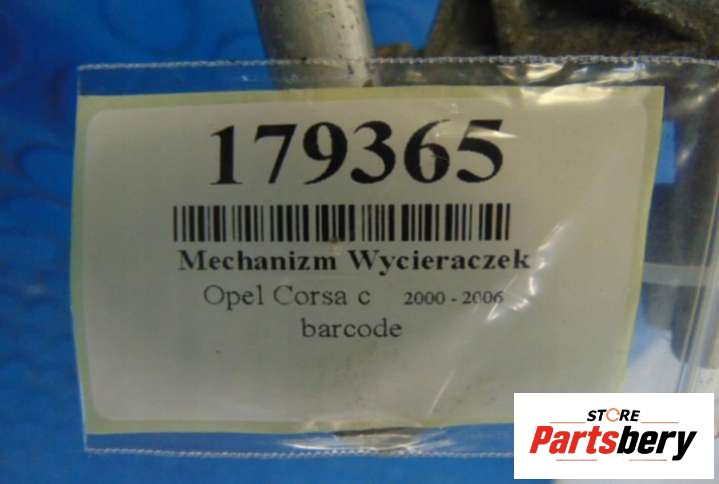 179365
Mechanizm Wycieraczek
Opel Corsa c 2000 - 2006
barcode
STORE
Partsbery